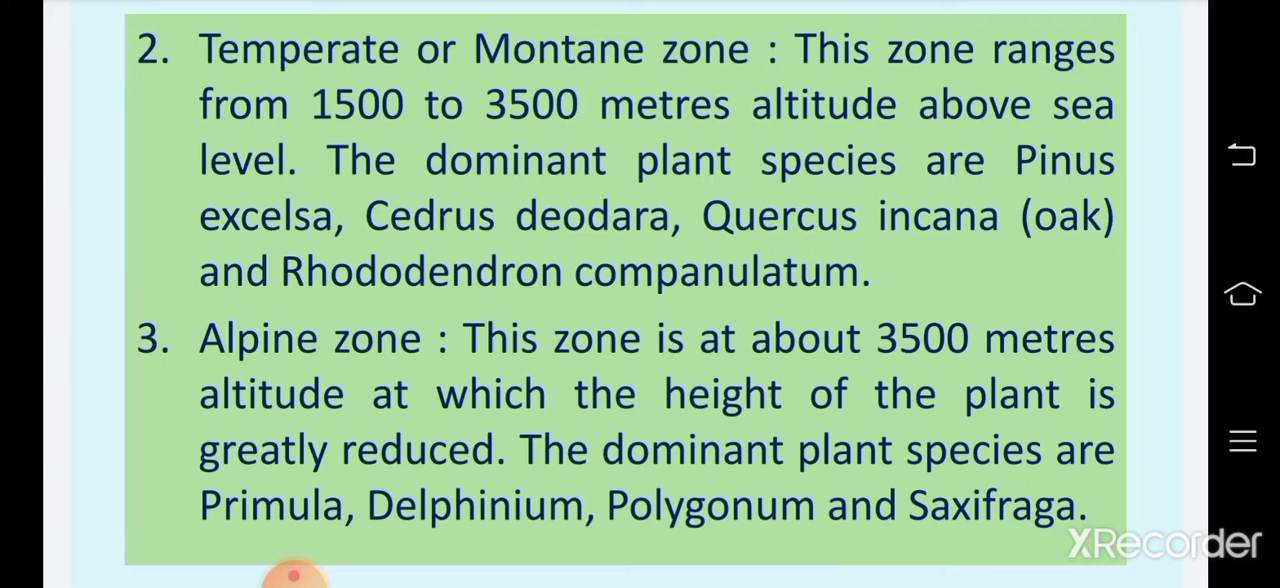 2. Temperate or Montane zone : This zone ranges
from 1500 to 3500 metres altitude above sea
level. The dominant plant species are Pinus
excelsa, Cedrus deodara, Quercus incana (oak)
and Rhododendron companulatum.
3. Alpine zone : This zone is at about 3500 metres
altitude at which the height of the plant is
greatly reduced. The dominant plant species are
Primula, Delphinium, Polygonum and Saxifraga.
XRecorder